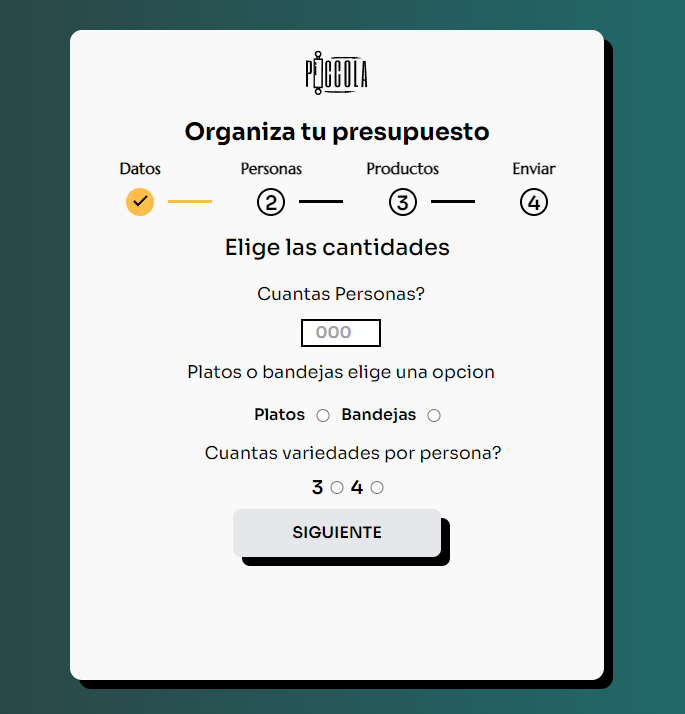 PiCCOLA
Organiza tu presupuesto
Datos Personas Productos Enviar
2 3 4
Elige las cantidades
Cuantas Personas?
000
Platos o bandejas elige una opcion
Platos Bandejas
Cuantas variedades por persona?
3 4
SIGUIENTE